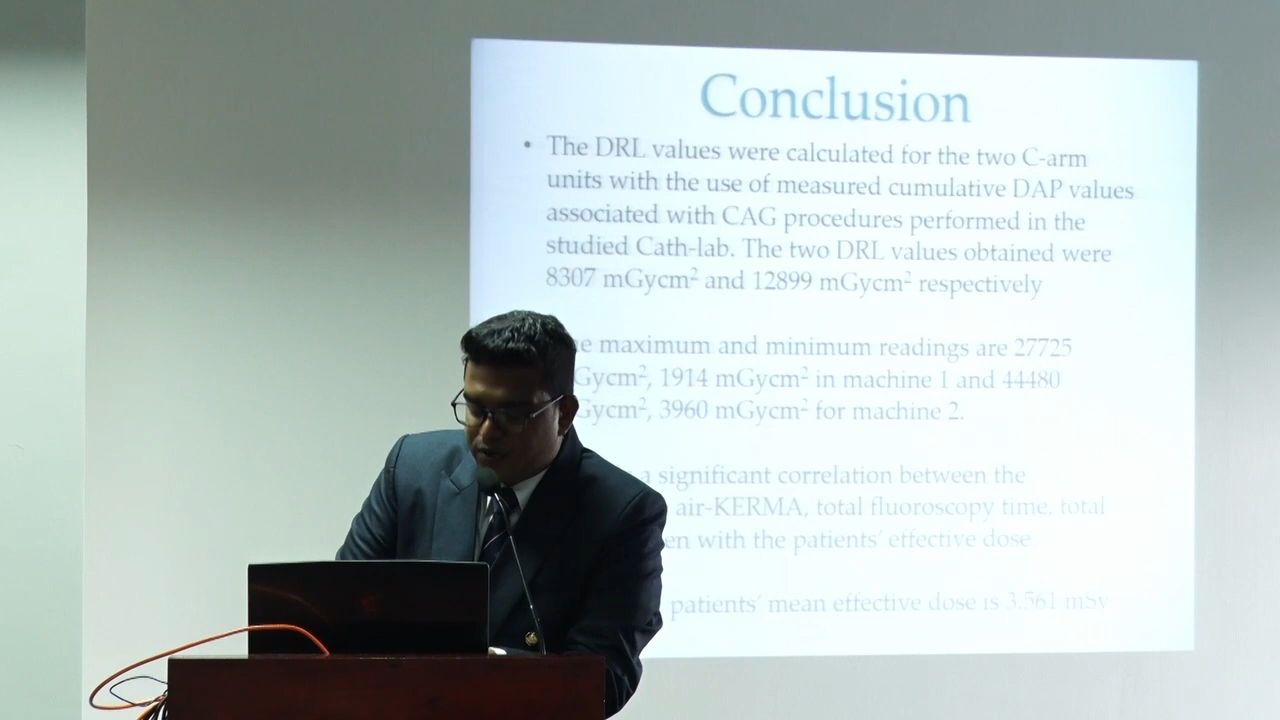 Conclusion
• The DRL values were calculated for the two C-arm
units with the use of measured cumulative DAP values
associated with CAG procedures performed in the
studied Cath-lab. The two DRL values obtained were
8307 mGycm² and 12899 mGycm² respectively
maximum and minimum readings are 27725
Gycm², 1914 mGycm² in machine 1 and 44480
Gycm², 3960 mGycm² for machine 2.
a significant correlation between the
air-KERMA, total fluoroscopy time, total
en with the patients' effective dose
patients' mean effective dose is 3.561 mSv